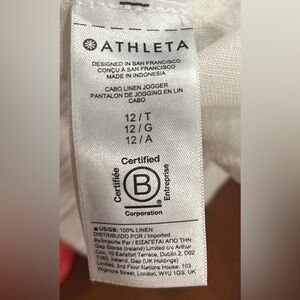 ATHLETA
DESIGNED IN SAN FRANCISCO
CONÇU À SAN FRANCISCO
MADE IN INDONESIA
CABO LINEN JOGGER
PANTALON DE JOGGING EN LIN
CABO
12 / T
12 / G
12 / A
Certified
Certifiée
B
Entreprise
Corporation
US/GB: 100% LINEN
DISTRIBUIDO POR / Imported
By/Importe Par / ΕΙΣΑΓΕΤΑΙ ΑΠΟ ΤΗΝ:
Gap Stores (Ireland) Limited c/o Arthur
Cox, 10 Earlsfort Terrace, Dublin 2, D02
T380, Ireland. Gap (UK Holdings)
Limited, 2nd Floor Nations House, 103
Wigmore Street, London, W1U 1QS, UK